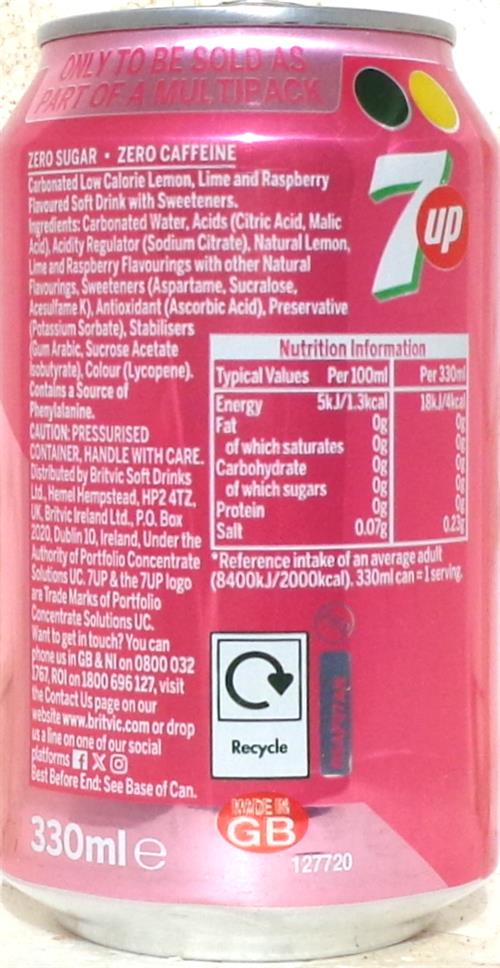 ONLY TO BE SOLD AS
PART OF A MULTIPACK
7up
ZERO SUGAR • ZERO CAFFEINE
Carbonated Low Calorie Lemon, Lime and Raspberry
Flavoured Soft Drink with Sweeteners.
Ingredients: Carbonated Water, Acids (Citric Acid, Malic
Acid), Acidity Regulator (Sodium Citrate), Natural Lemon,
Lime and Raspberry Flavourings with other Natural
Flavourings, Sweeteners (Aspartame, Sucralose,
Acesulfame K), Antioxidant (Ascorbic Acid), Preservative
(Potassium Sorbate), Stabilisers
(Gum Arabic, Sucrose Acetate
Isobutyrate), Colour (Lycopene).
Contains a Source of
Phenylalanine.
CAUTION: PRESSURISED
CONTAINER. HANDLE WITH CARE.
Distributed by Britvic Soft Drinks
Ltd., Hemel Hempstead, HP2 4TZ,
UK, Britvic Ireland Ltd., P.O. Box
2020, Dublin 10, Ireland, Under the
Authority of Portfolio Concentrate
Solutions UC. 7UP & the 7UP logo
are Trade Marks of Portfolio
Concentrate Solutions UC.
Want to get in touch? You can
phone us in GB & NI on 0800 032
1767, ROI on 1800 696 127, visit
the Contact Us page on our
website www.britvic.com or drop
us a line on one of our social
platforms
Best Before End: See Base of Can.
Nutrition Information
Typical Values Per 100ml Per 330ml
Energy 5kJ/1.3kcal 18kJ/4kcal
Fat 0g 0g
of which saturates 0g 0g
Carbohydrate 0g 0g
of which sugars 0g 0g
Protein 0g 0g
Salt 0.07g 0.23g
*Reference intake of an average adult
(8400kJ/2000kcal). 330ml can = 1 serving.
Recycle
MADE IN
GB
330ml e
127720